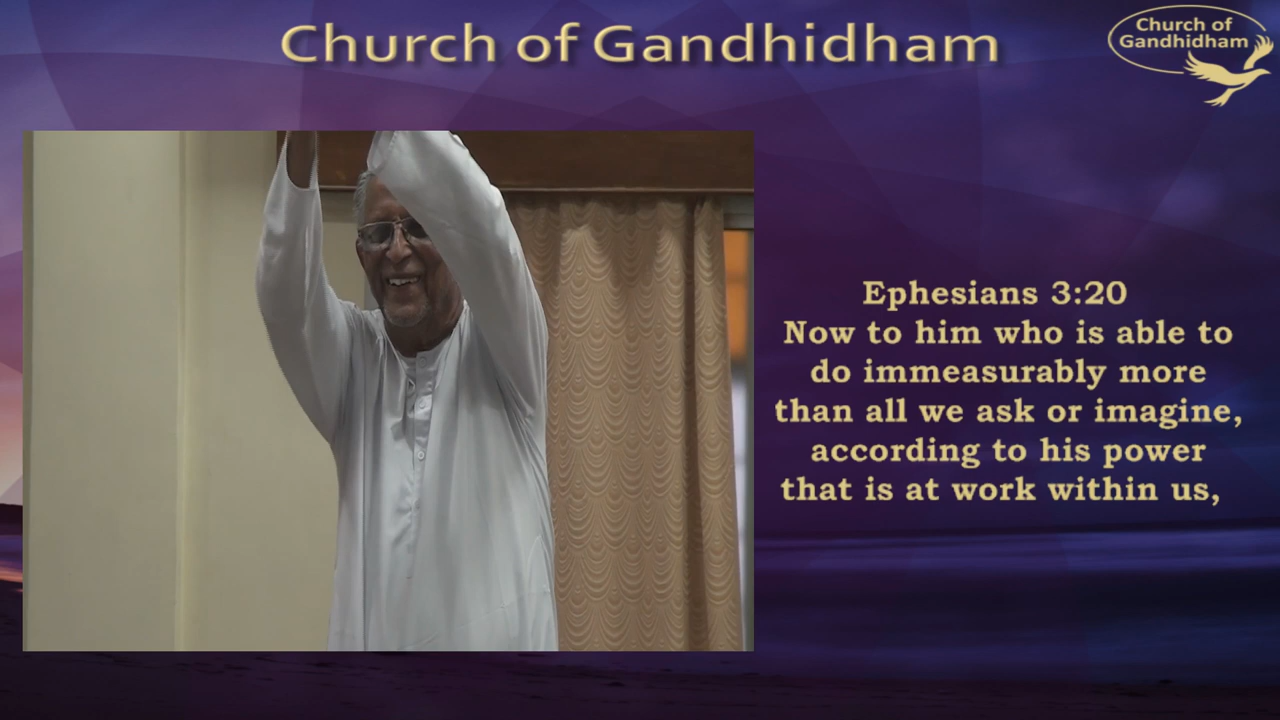 Church of Gandhidham
Church of
Gandhidham
Ephesians 3:20
Now to him who is able to
do immeasurably more
than all we ask or imagine,
according to his power
that is at work within us,